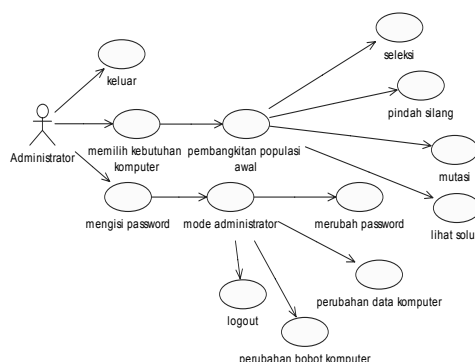 seleksi
keluar
pindah silang
Administrator
memilih kebutuhan
komputer
pembangkitan populasi
awal
mutasi
mengisi password
mode administrator
merubah password
lihat solu
perubahan data komputer
logout
perubahan bobot komputer